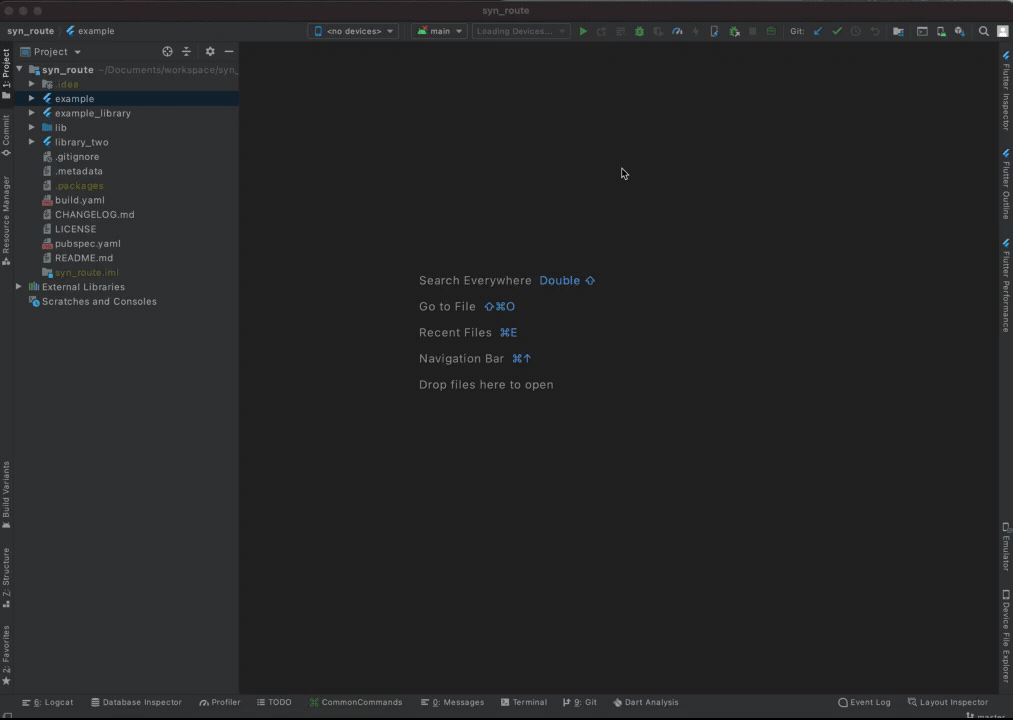 syn_route
syn_route example
<no devices> main Loading Devices... Git:
Project
syn_route ~/Documents/workspace/syn_
.idea
example
example_library
lib
library_two
.gitignore
.metadata
.packages
build.yaml
CHANGELOG.md
LICENSE
pubspec.yaml
README.md
syn_route.iml
External Libraries
Scratches and Consoles
1: Project
Commit
Resource Manager
Build Variants
7: Structure
2: Favorites
Search Everywhere Double ⇧
Go to File ⇧⌘O
Recent Files ⌘E
Navigation Bar ⌘↑
Drop files here to open
Flutter Inspector
Flutter Outline
Flutter Performance
Emulator
Device File Explorer
6: Logcat Database Inspector Profiler TODO CommonCommands 0: Messages Terminal 9: Git Dart Analysis Event Log Layout Inspector
master